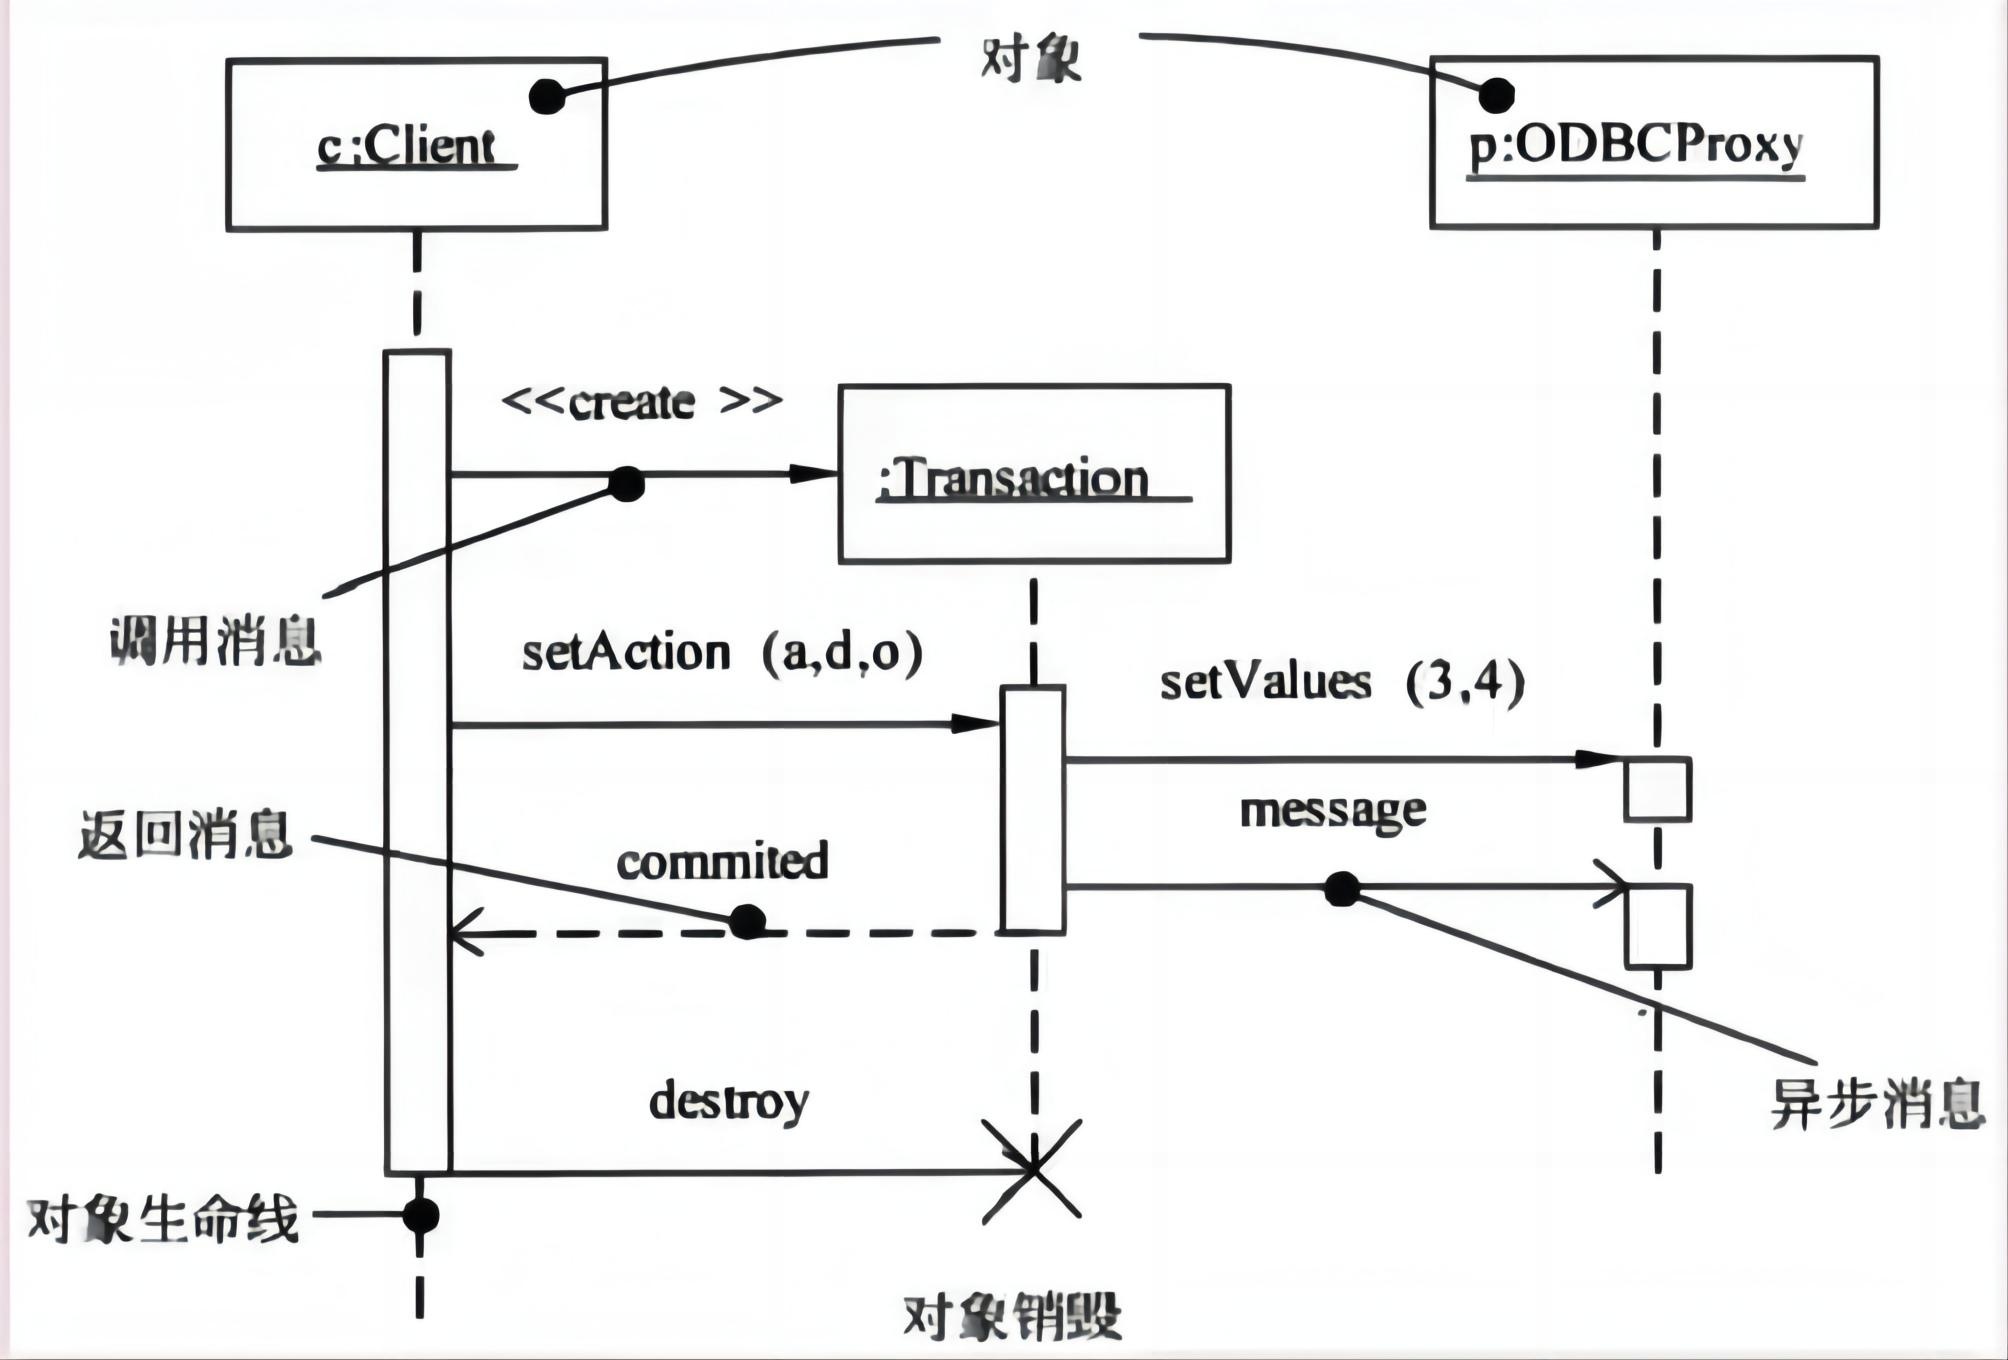 对象
c:Client
p:ODBCProxy
<<create >>
:Transaction
调用消息
setAction (a,d,o)
setValues (3,4)
message
返回消息
commited
destroy
异步消息
对象生命线
对象销毁